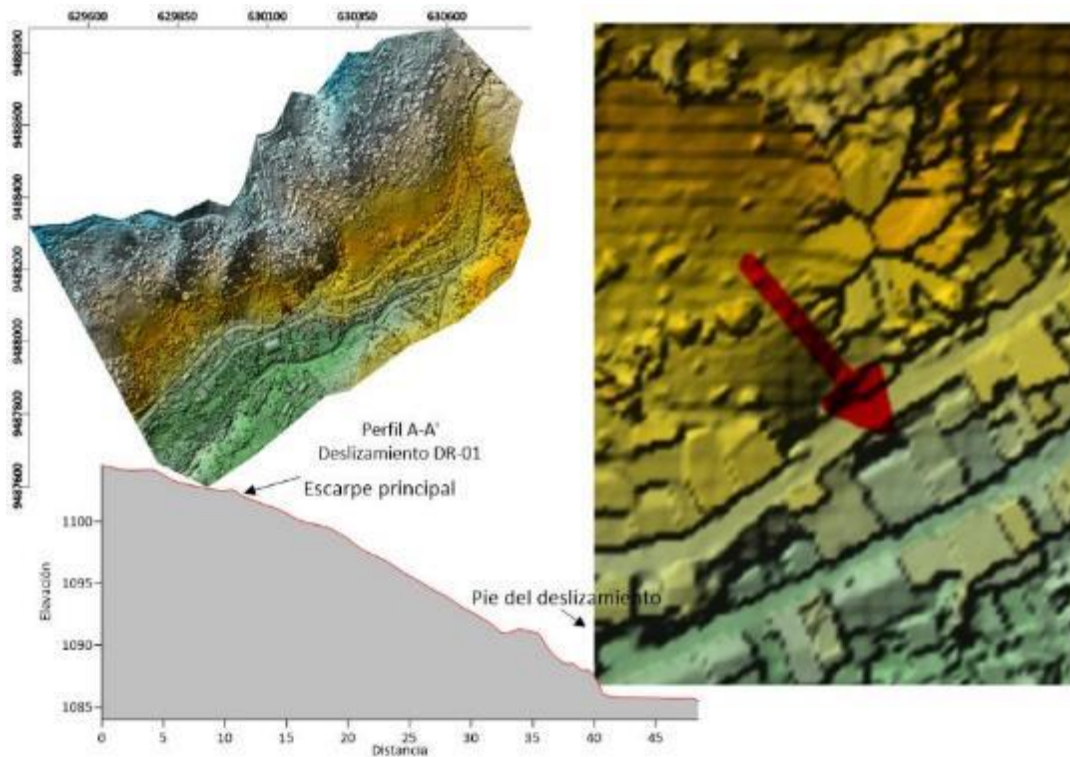 629600 629850 630100 630350 630600
9488800
9488600
9488400
9488200
9488000
9487800
9487600
Perfil A-A'
Deslizamiento DR-01
Escarpe principal
1100
1095
Pie del deslizamiento
1090
1085
Elevación
0 5 10 15 20 25 30 35 40 45
Distancia